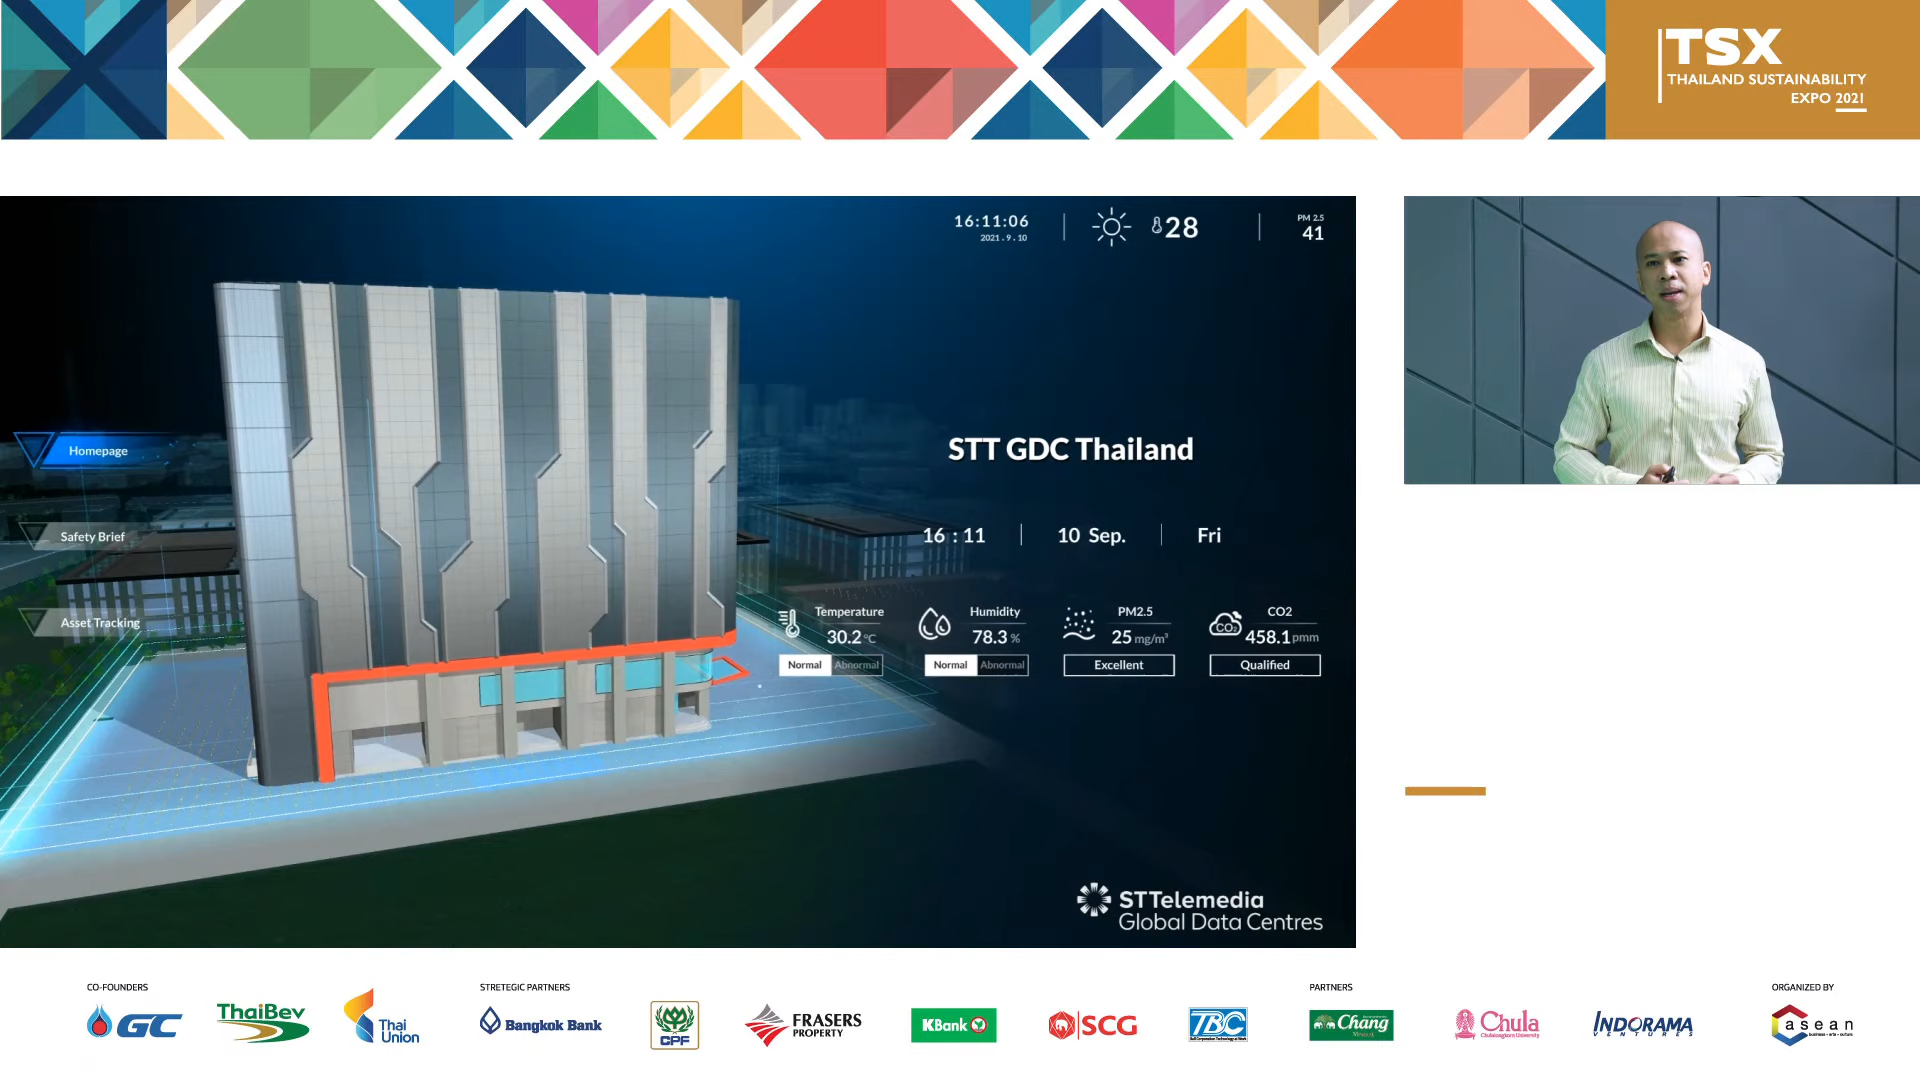 TSX
THAILAND SUSTAINABILITY
EXPO 2021
16:11:06
2021.9.10
28
PM 2.5
41
Homepage
Safety Brief
Asset Tracking
STT GDC Thailand
16 : 11
10 Sep.
Fri
Temperature
30.2 °C
Normal Abnormal
Humidity
78.3 %
Normal Abnormal
PM2.5
25 mg/m³
Excellent
CO2
CO2
458.1 pmm
Qualified
STTelemedia
Global Data Centres
CO-FOUNDERS
GC
ThaiBev
Thai
Union
STRETEGIC PARTNERS
Bangkok Bank
CPF
FRASERS
PROPERTY
KBank
SCG
TBC
PARTNERS
Chang
Chula
Chulalongkorn University
INDORAMA
VENTURES
ORGANIZED BY
asean